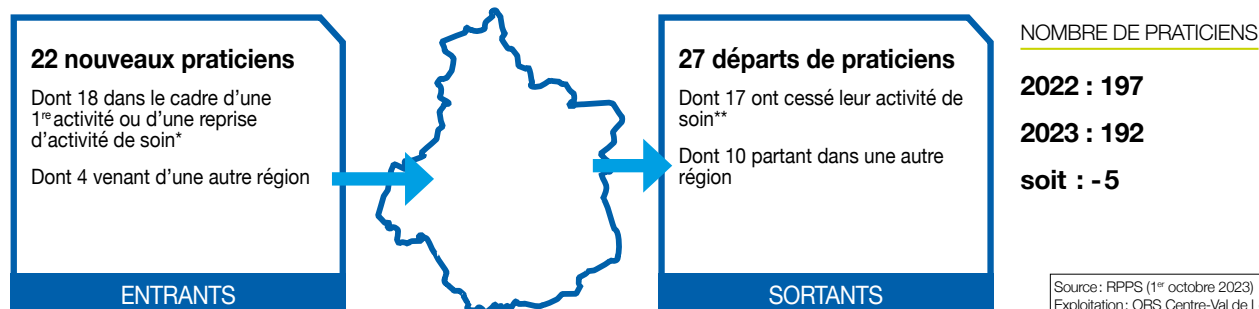 22 nouveaux praticiens
Dont 18 dans le cadre d'une
1re activité ou d'une reprise
d'activité de soin*
Dont 4 venant d'une autre région
ENTRANTS
27 départs de praticiens
Dont 17 ont cessé leur activité de
soin**
Dont 10 partant dans une autre
région
SORTANTS
NOMBRE DE PRATICIENS
2022 : 197
2023 : 192
soit : -5
Source : RPPS (1er octobre 2023)
Exploitation : ORS Centre-Val de L